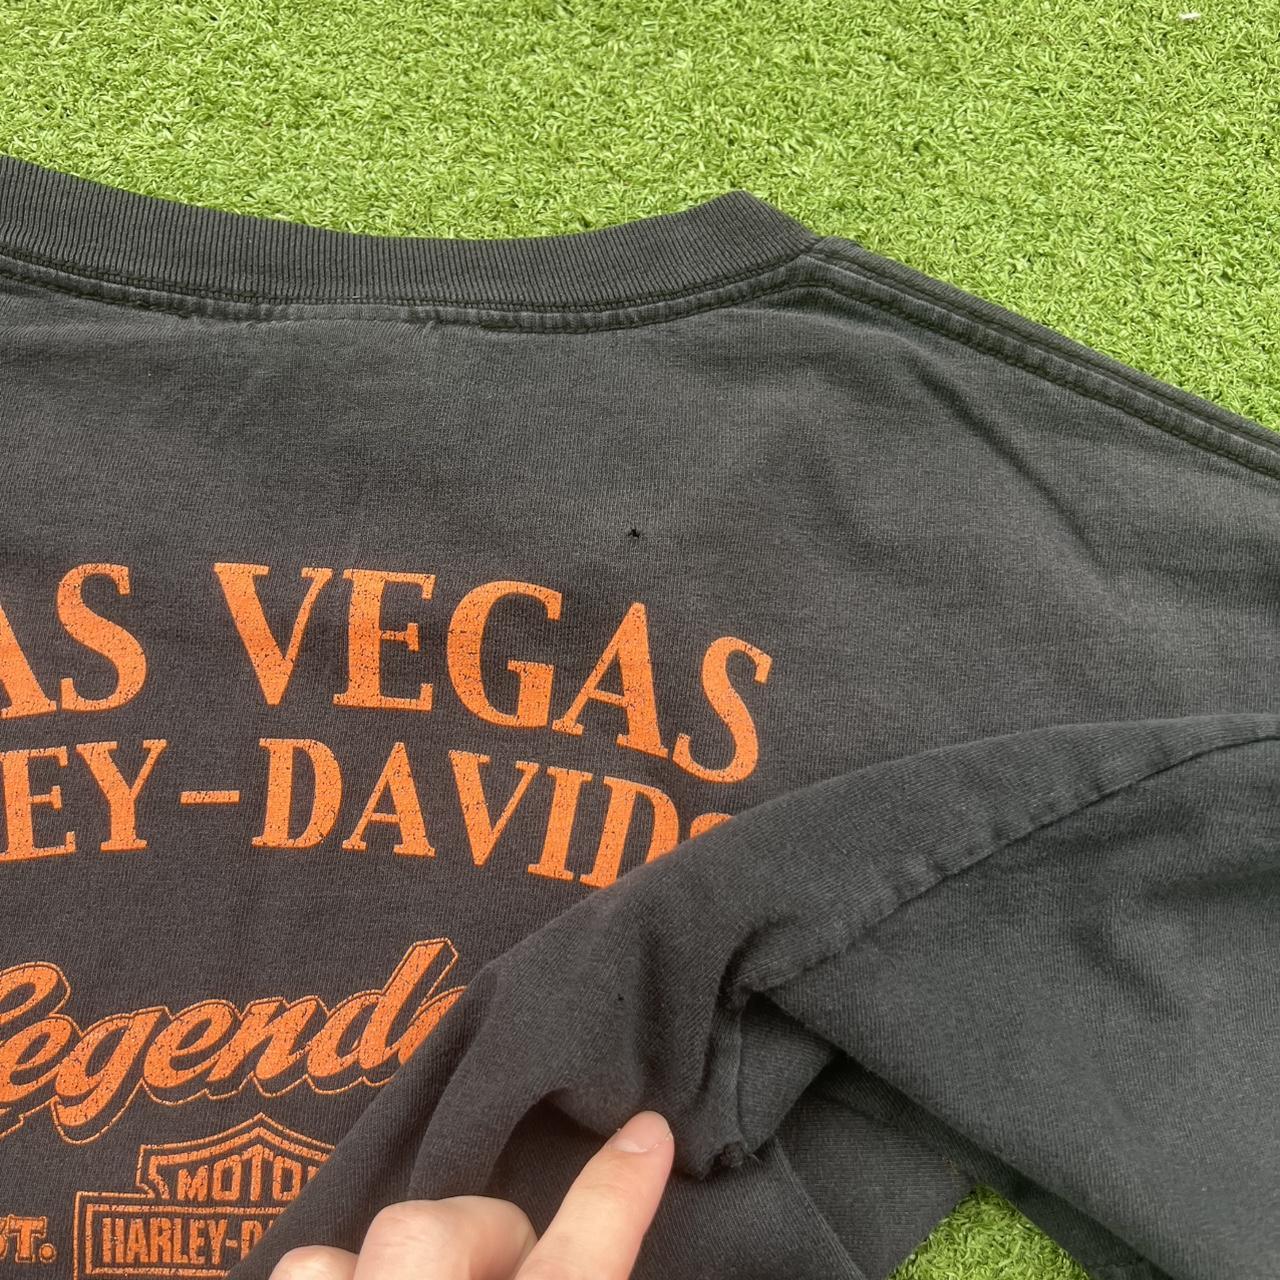 AS VEGAS
EY-DAVIDS
Legend
MOTO
ST. HARLEY-D